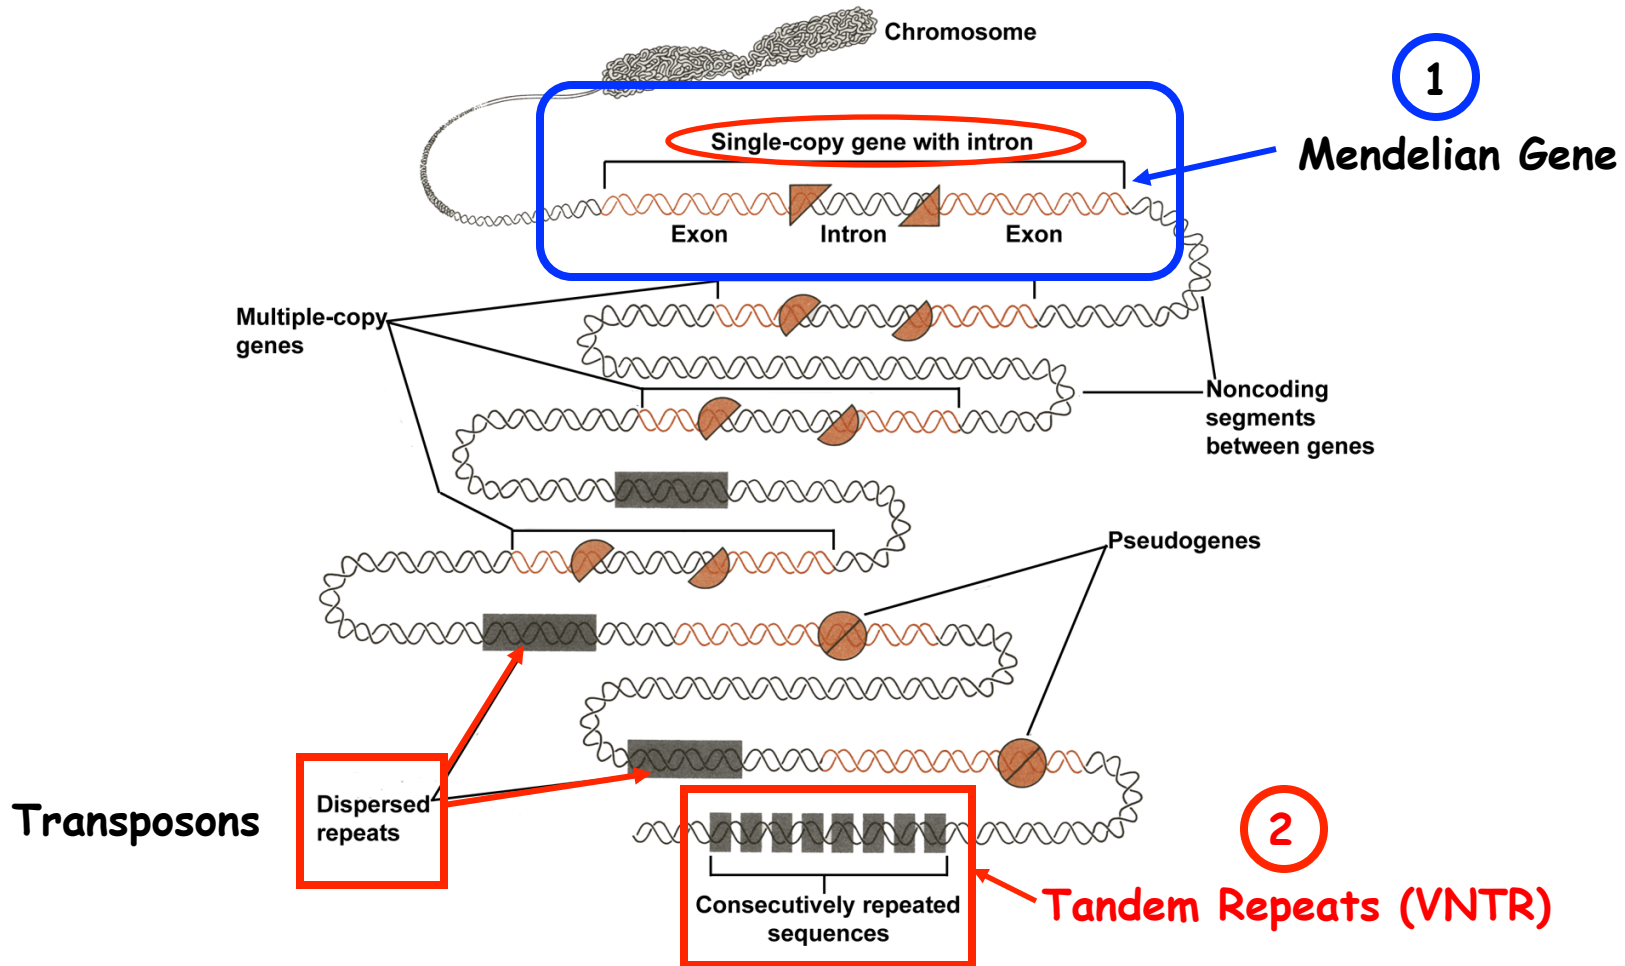 Chromosome
1
Single-copy gene with intron
Mendelian Gene
Exon
Intron
Exon
Multiple-copy
genes
Noncoding
segments
between genes
Pseudogenes
Dispersed
repeats
Transposons
2
Consecutively repeated
sequences
Tandem Repeats (VNTR)